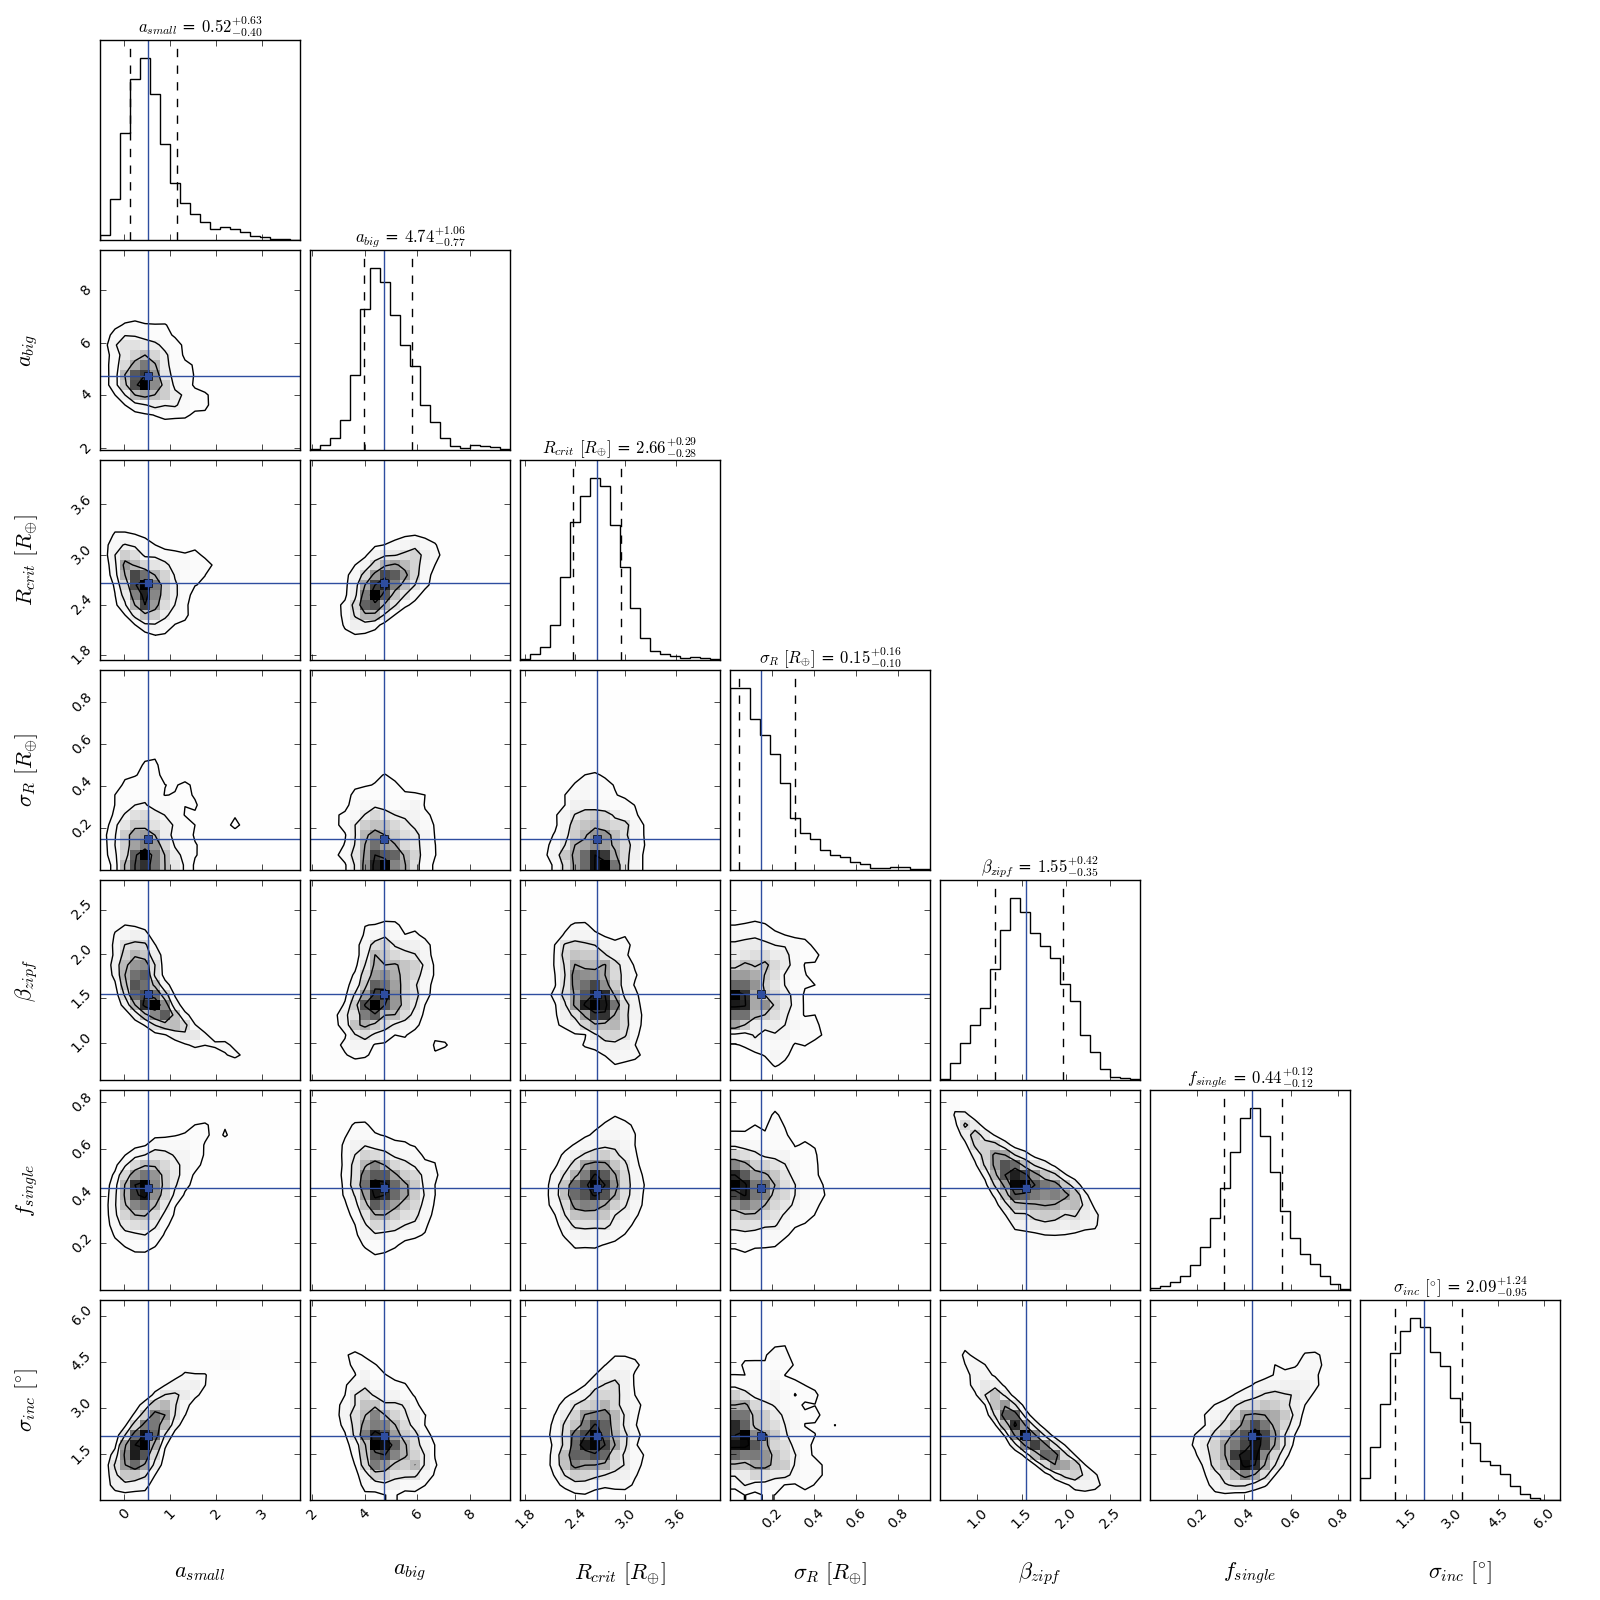 a_small = 0.52 +0.63 −0.40
a_big = 4.74 +1.06 −0.77
8
6
4
2
a_big
R_crit [R⊕] = 2.66 +0.29 −0.28
3.6
3.0
2.4
1.8
R_crit [R⊕]
σ_R [R⊕] = 0.15 +0.16 −0.10
0.8
0.6
0.4
0.2
σ_R [R⊕]
β_zipf = 1.55 +0.42 −0.35
2.5
2.0
1.5
1.0
β_zipf
f_single = 0.44 +0.12 −0.12
0.8
0.6
0.4
0.2
f_single
σ_inc [°] = 2.09 +1.24 −0.95
6.0
4.5
3.0
1.5
σ_inc [°]
0 1 2 3 2 4 6 8 1.8 2.4 3.0 3.6 0.2 0.4 0.6 0.8 1.0 1.5 2.0 2.5 0.2 0.4 0.6 0.8 1.5 3.0 4.5 6.0
a_small a_big R_crit [R⊕] σ_R [R⊕] β_zipf f_single σ_inc [°]